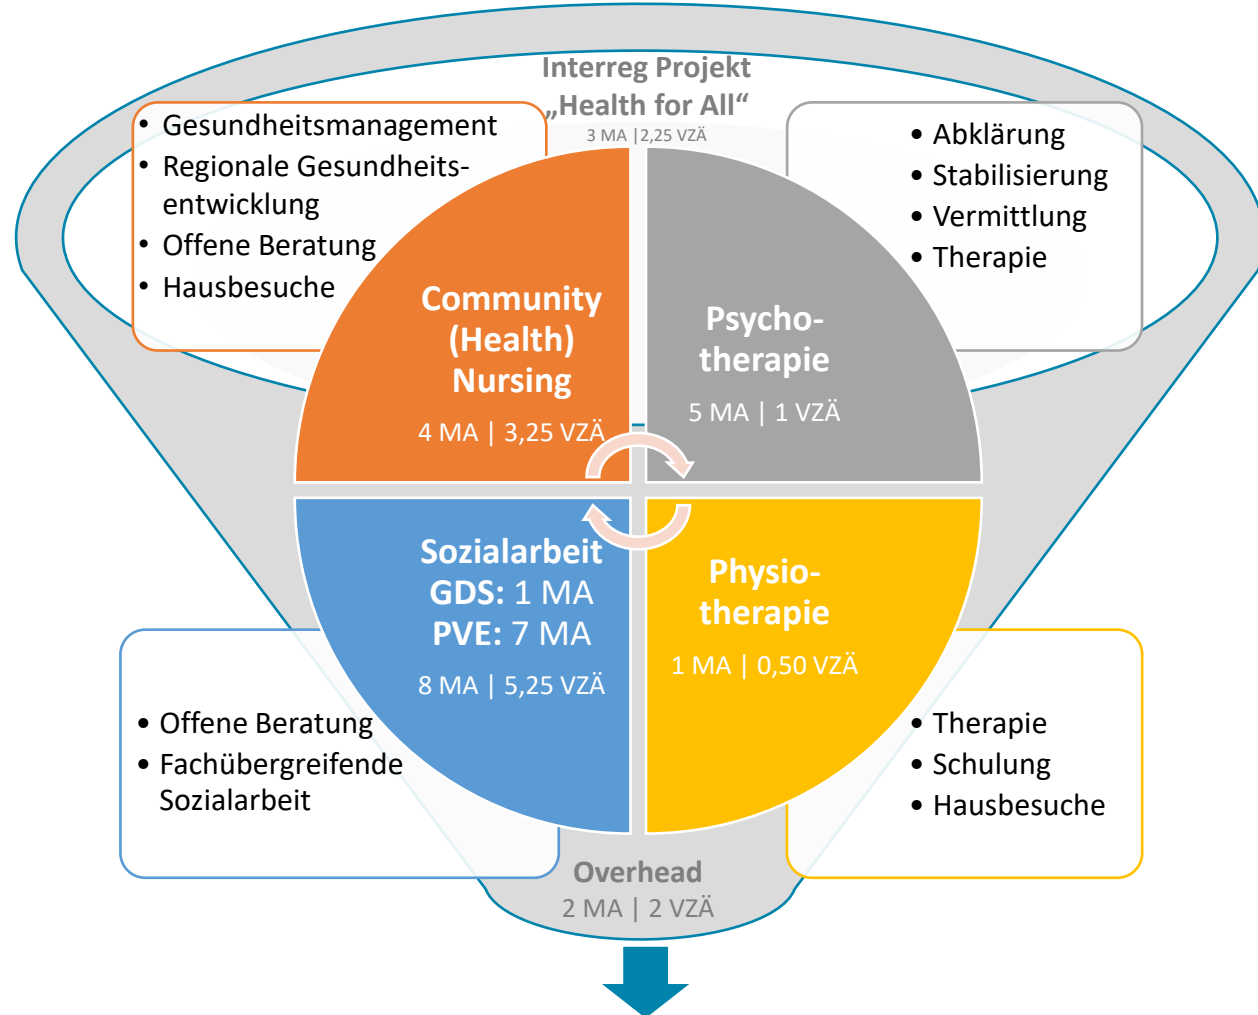 Interreg Projekt
„Health for All“
3 MA | 2,25 VZÄ
• Gesundheitsmanagement
• Regionale Gesundheits-
entwicklung
• Offene Beratung
• Hausbesuche
• Abklärung
• Stabilisierung
• Vermittlung
• Therapie
Community
(Health)
Nursing
4 MA | 3,25 VZÄ
Psycho-
therapie
5 MA | 1 VZÄ
Sozialarbeit
GDS: 1 MA
PVE: 7 MA
8 MA | 5,25 VZÄ
Physio-
therapie
1 MA | 0,50 VZÄ
• Offene Beratung
• Fachübergreifende
Sozialarbeit
• Therapie
• Schulung
• Hausbesuche
Overhead
2 MA | 2 VZÄ